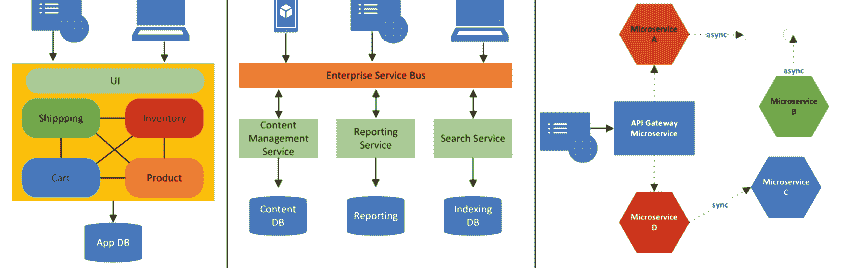 UI
Shippping
Inventory
Cart
Product
App DB
Enterprise Service Bus
Content
Management
Service
Reporting
Service
Search Service
Content
DB
Reporting
Indexing
DB
Microservice
A
async
async
Microservice
B
API Gateway
Microservice
Microservice
C
sync
Microservice
D